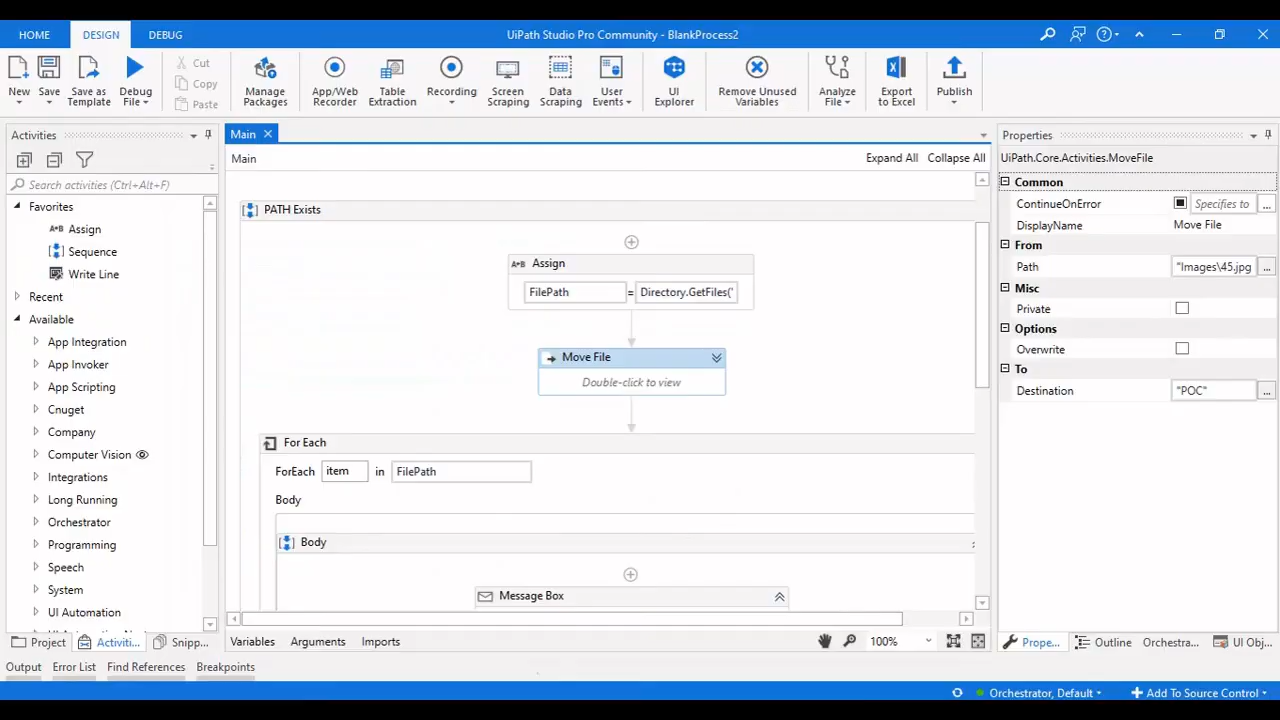 HOME DESIGN DEBUG UiPath Studio Pro Community - BlankProcess2
New Save Save as Template Debug File Cut Copy Paste Manage Packages App/Web Recorder Table Extraction Recording Screen Scraping Data Scraping User Events UI Explorer Remove Unused Variables Analyze File Export to Excel Publish
Activities
Search activities (Ctrl+Alt+F)
Favorites
Assign
Sequence
Write Line
Recent
Available
App Integration
App Invoker
App Scripting
Cnuget
Company
Computer Vision
Integrations
Long Running
Orchestrator
Programming
Speech
System
UI Automation
Project Activiti... Snipp...
Main
Main Expand All Collapse All
PATH Exists
A*B Assign
FilePath = Directory.GetFiles("
Move File
Double-click to view
For Each
ForEach item in FilePath
Body
Body
Message Box
Variables Arguments Imports 100%
Properties
UiPath.Core.Activities.MoveFile
Common
ContinueOnError Specifies to ...
DisplayName Move File
From
Path "Images\45.jpg ...
Misc
Private
Options
Overwrite
To
Destination "POC" ...
Prope... Outline Orchestra... UI Obj...
Output Error List Find References Breakpoints
Orchestrator, Default Add To Source Control